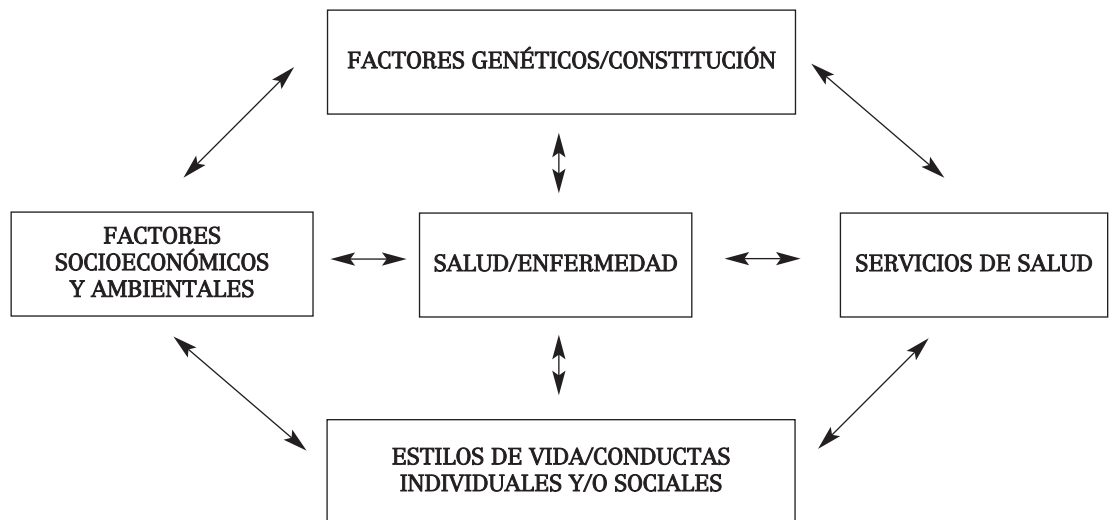 FACTORES GENÉTICOS/CONSTITUCIÓN
FACTORES
SOCIOECONÓMICOS
Y AMBIENTALES
SALUD/ENFERMEDAD
SERVICIOS DE SALUD
ESTILOS DE VIDA/CONDUCTAS
INDIVIDUALES Y/O SOCIALES